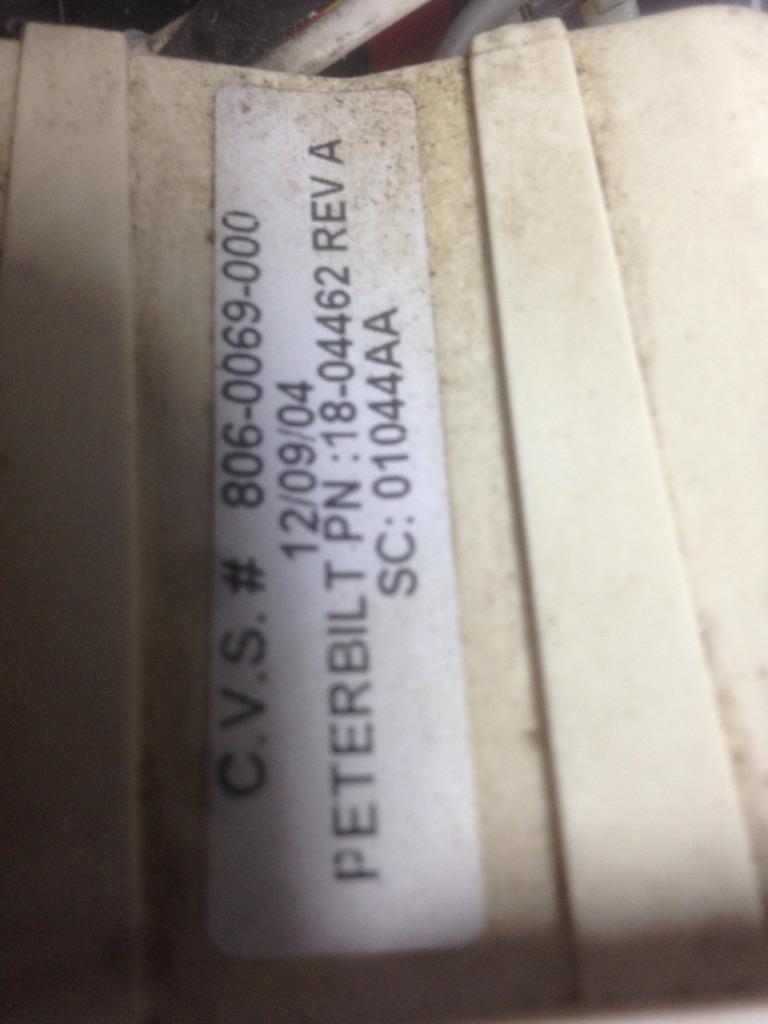 C.V.S. # 806-0069-000
12/09/04
PETERBILT PN :18-04462 REV A
SC: 01044AA